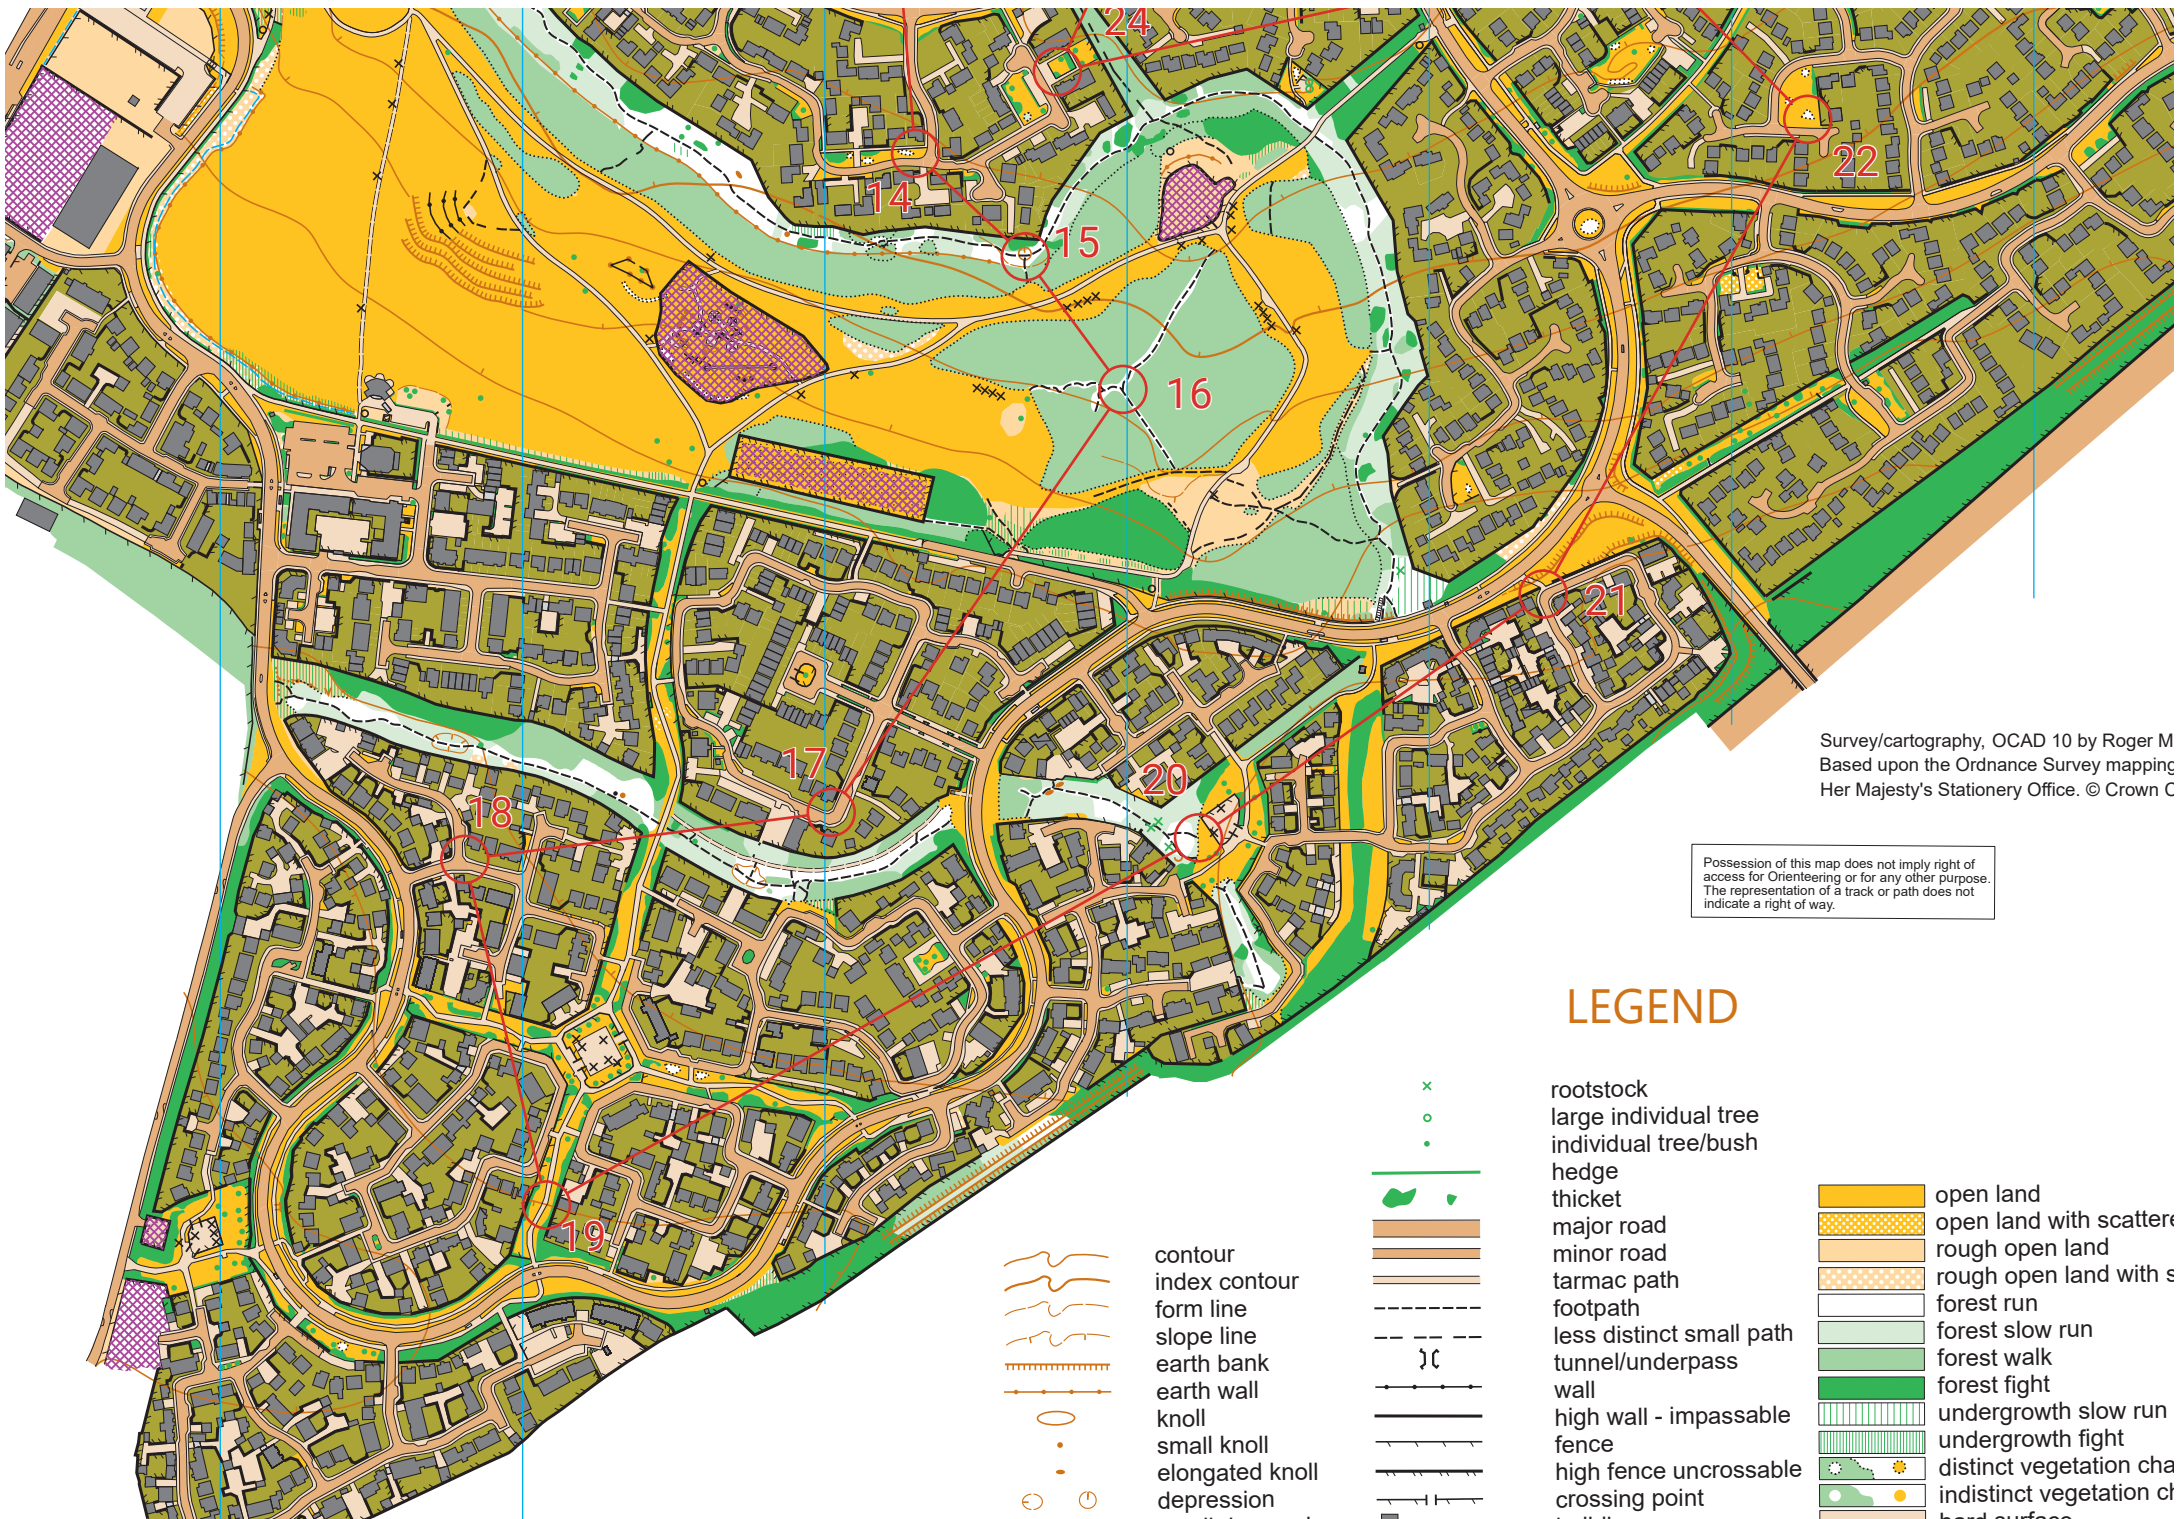 24
22
14
15
16
21
17
20
18
19
Survey/cartography, OCAD 10 by Roger M
Based upon the Ordnance Survey mapping
Her Majesty's Stationery Office. © Crown C
Possession of this map does not imply right of
access for Orienteering or for any other purpose.
The representation of a track or path does not
indicate a right of way.
LEGEND
contour
index contour
form line
slope line
earth bank
earth wall
knoll
small knoll
elongated knoll
depression
rootstock
large individual tree
individual tree/bush
hedge
thicket
major road
minor road
tarmac path
footpath
less distinct small path
tunnel/underpass
wall
high wall - impassable
fence
high fence uncrossable
crossing point
open land
open land with scattere
rough open land
rough open land with s
forest run
forest slow run
forest walk
forest fight
undergrowth slow run
undergrowth fight
distinct vegetation cha
indistinct vegetation ch
hard surface